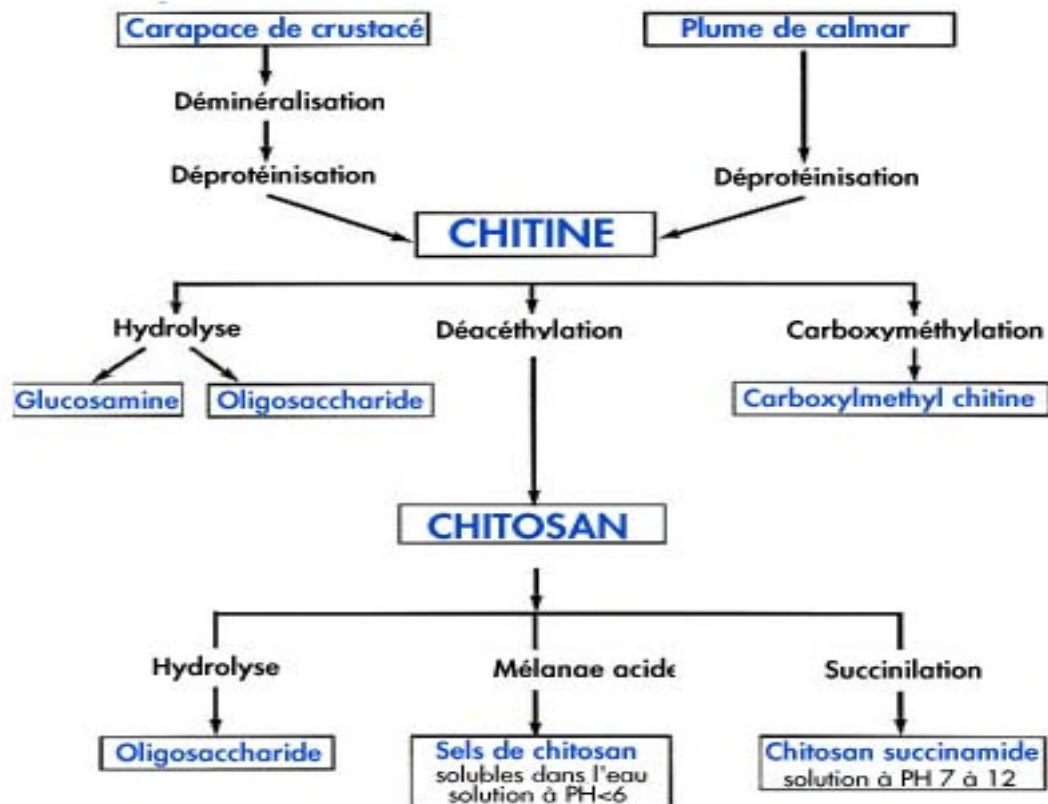 Carapace de crustacé
Plume de calmar
Déminéralisation
Déprotéinisation
Déprotéinisation
CHITINE
Hydrolyse
Déacéthylation
Carboxyméthylation
Glucosamine
Oligosaccharide
Carboxylmethyl chitine
CHITOSAN
Hydrolyse
Mélanae acide
Succinilation
Oligosaccharide
Sels de chitosan
solubles dans l'eau
solution à PH<6
Chitosan succinamide
solution à PH 7 à 12